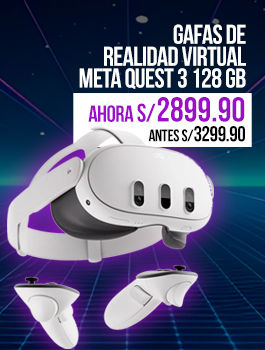 GAFAS DE
REALIDAD VIRTUAL
META QUEST 3 128 GB
AHORA S/2899.90
ANTES S/3299.90